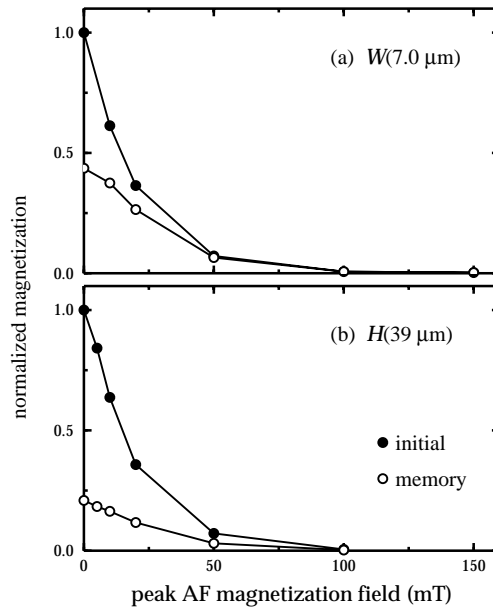 1.0
(a) W(7.0 μm)
0.5
0.0
normalized magnetization
1.0
(b) H(39 μm)
0.5
initial
memory
0.0
0 50 100 150
peak AF magnetization field (mT)